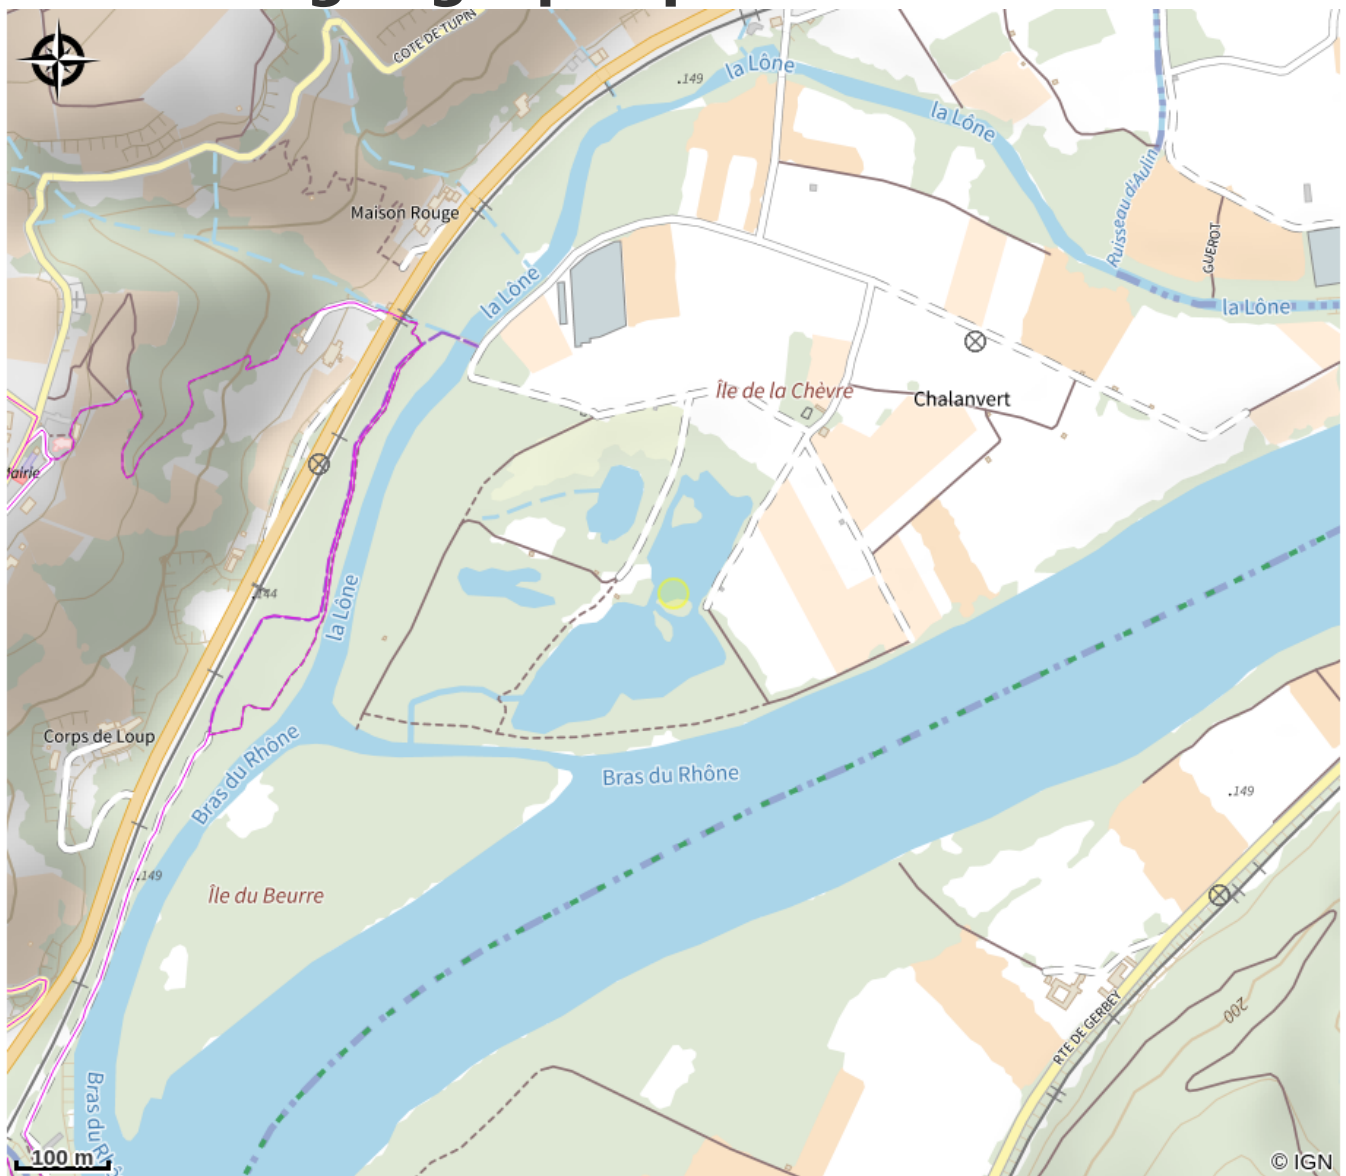 COTE DE TUPIN
149
la Lône
la Lône
Ruisseau d'Aulin
Maison Rouge
GUEROT
la Lône
la Lône
Île de la Chèvre
Chalanvert
la Lône
Corps de Loup
Bras du Rhône
Bras du Rhône
149
149
Île du Beurre
RTE DE GERBEY
200
100 m
© IGN